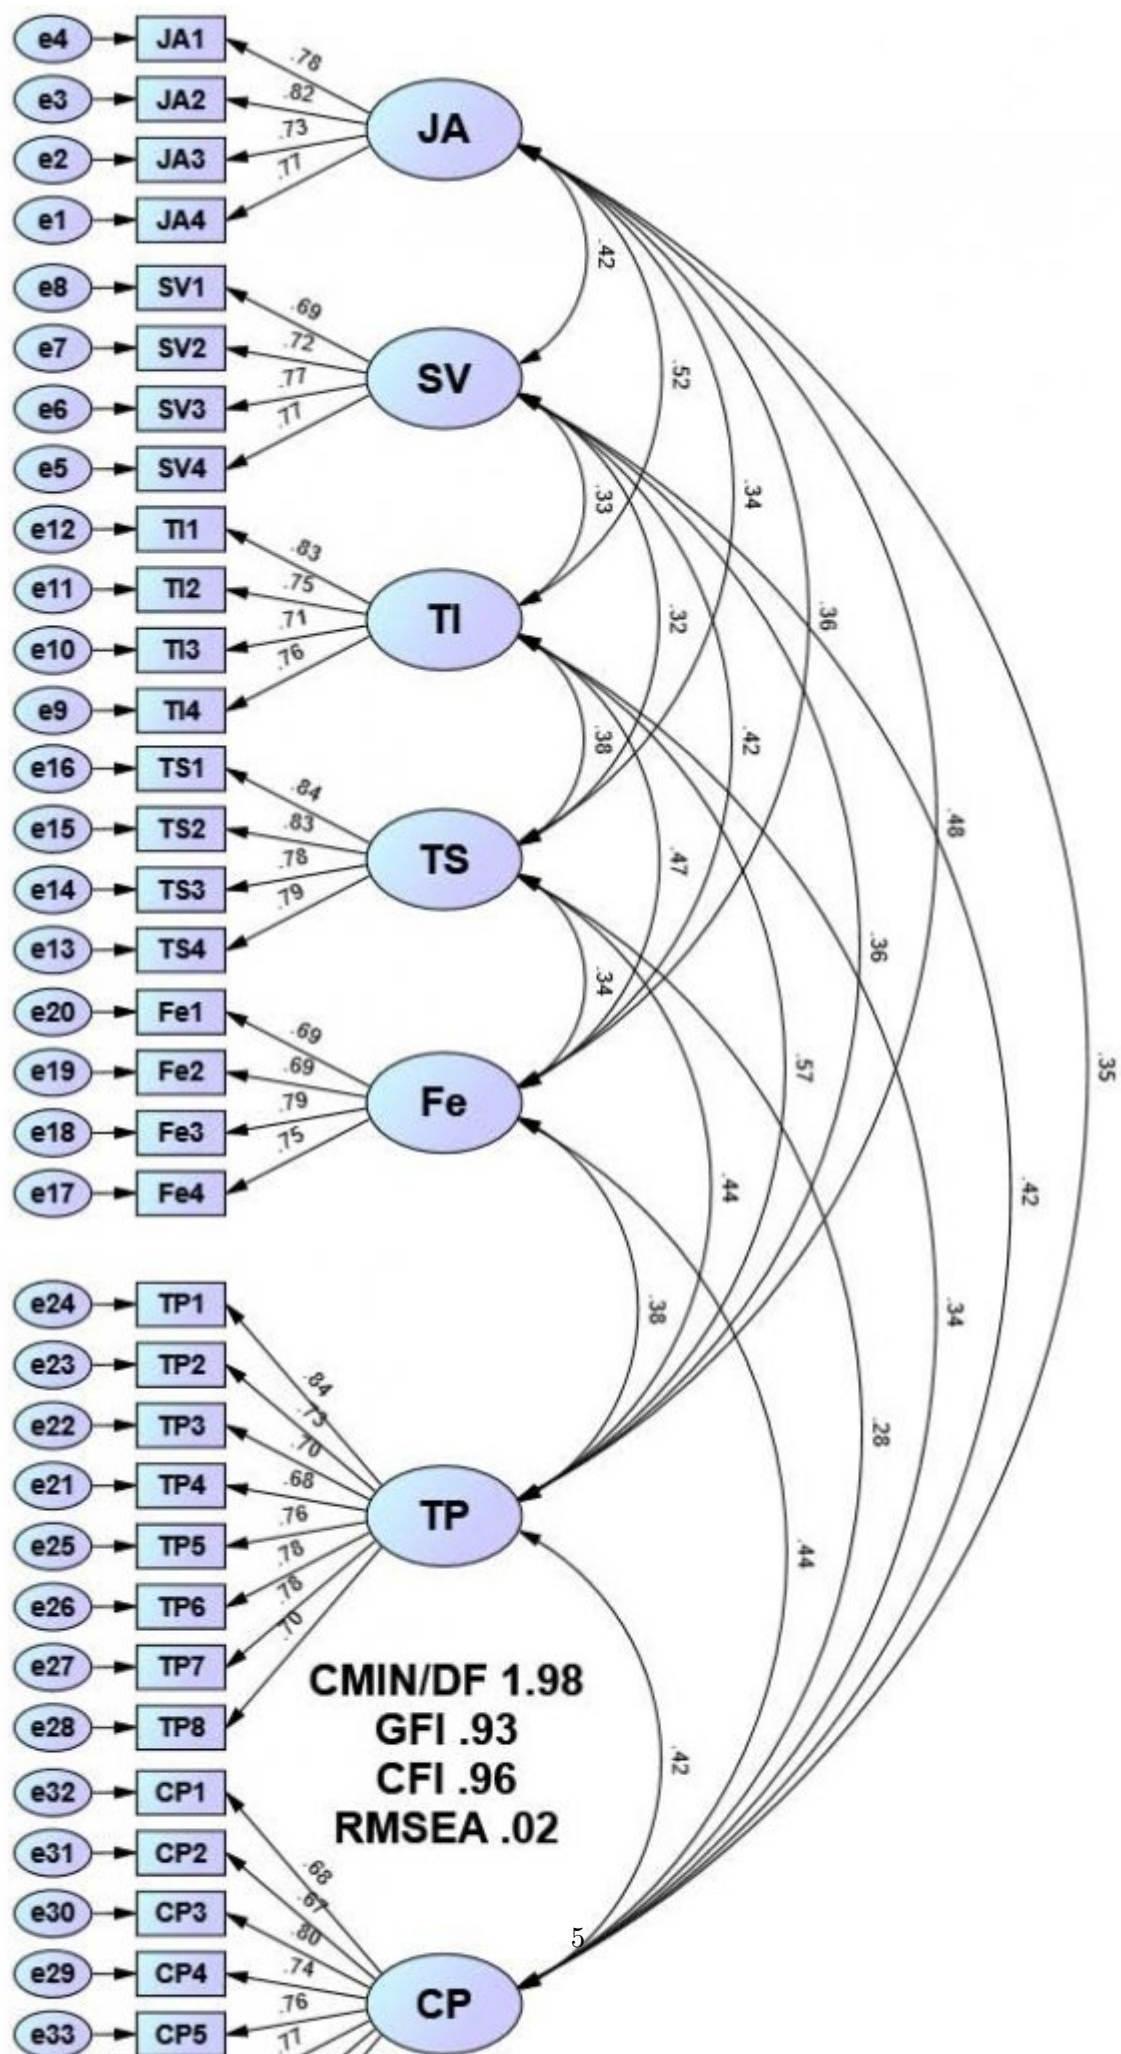 e4 JA1 .78
e3 JA2 .82
JA
e2 JA3 .73
e1 JA4 .77
.42
e8 SV1 .69
e7 SV2 .72
SV
.52
e6 SV3 .77
e5 SV4 .77
.33
.34
e12 TI1 .83
e11 TI2 .75
TI
.32
.36
e10 TI3 .71
e9 TI4 .76
.38
.42
e16 TS1 .84
e15 TS2 .83
.48
TS
.47
e14 TS3 .78
e13 TS4 .79
.36
.34
e20 Fe1 .69
e19 Fe2 .69
.57
.35
Fe
e18 Fe3 .79
e17 Fe4 .75
.44
.42
e24 TP1 .84
.38
.34
e23 TP2 .73
e22 TP3 .70
.28
e21 TP4 .68
TP
e25 TP5 .76
.44
e26 TP6 .78
e27 TP7 .78
e28 TP8 .70
CMIN/DF 1.98
GFI .93
CFI .96
RMSEA .02
.42
e32 CP1 .68
e31 CP2 .67
e30 CP3 .80
5
e29 CP4 .74
CP
e33 CP5 .76
.77